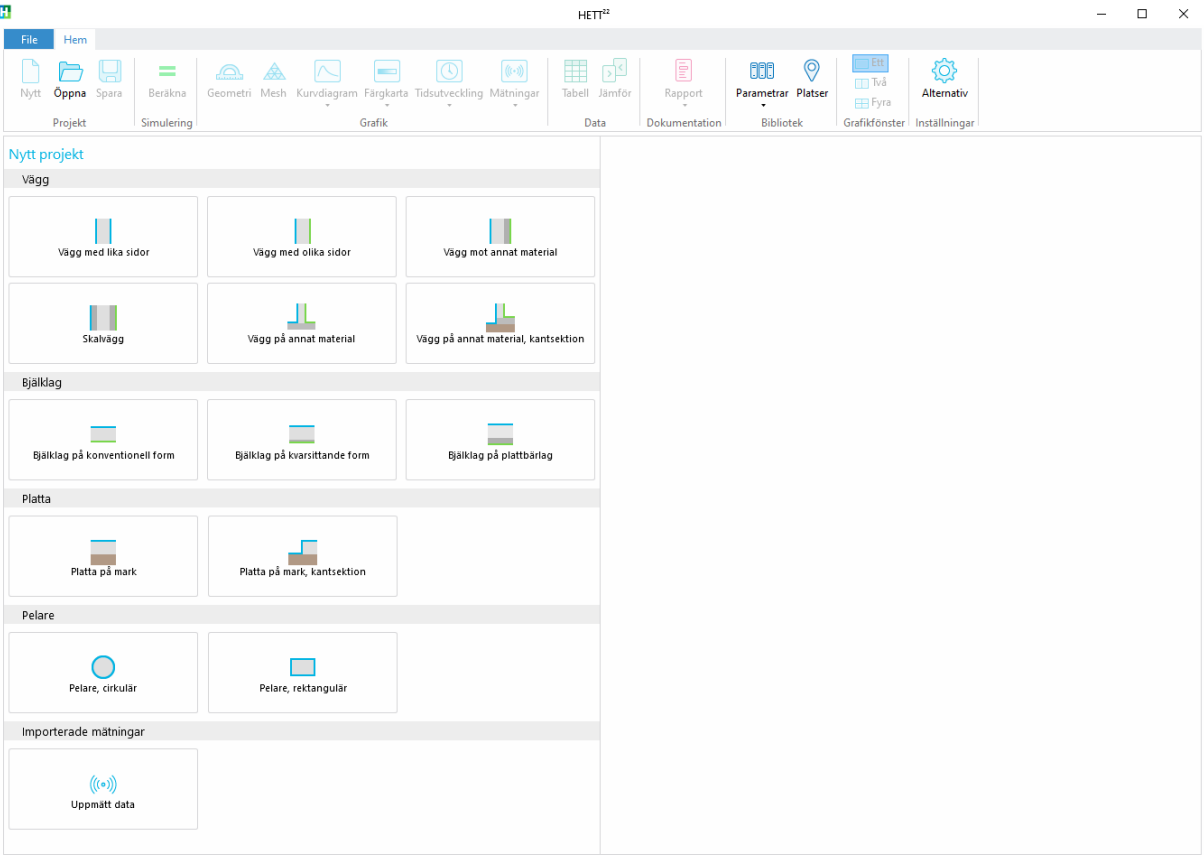 HETT²²
File Hem
Nytt Öppna Spara Beräkna Geometri Mesh Kurvdiagram Färgkarta Tidsutveckling Mätningar Tabell Jämför Rapport Parametrar Platser Ett Två Fyra Alternativ
Projekt Simulering Grafik Data Dokumentation Bibliotek Grafikfönster Inställningar
Nytt projekt
Vägg
Vägg med lika sidor Vägg med olika sidor Vägg mot annat material
Skalvägg Vägg på annat material Vägg på annat material, kantsektion
Bjälklag
Bjälklag på konventionell form Bjälklag på kvarsittande form Bjälklag på plattbärlag
Platta
Platta på mark Platta på mark, kantsektion
Pelare
Pelare, cirkulär Pelare, rektangulär
Importerade mätningar
Uppmätt data